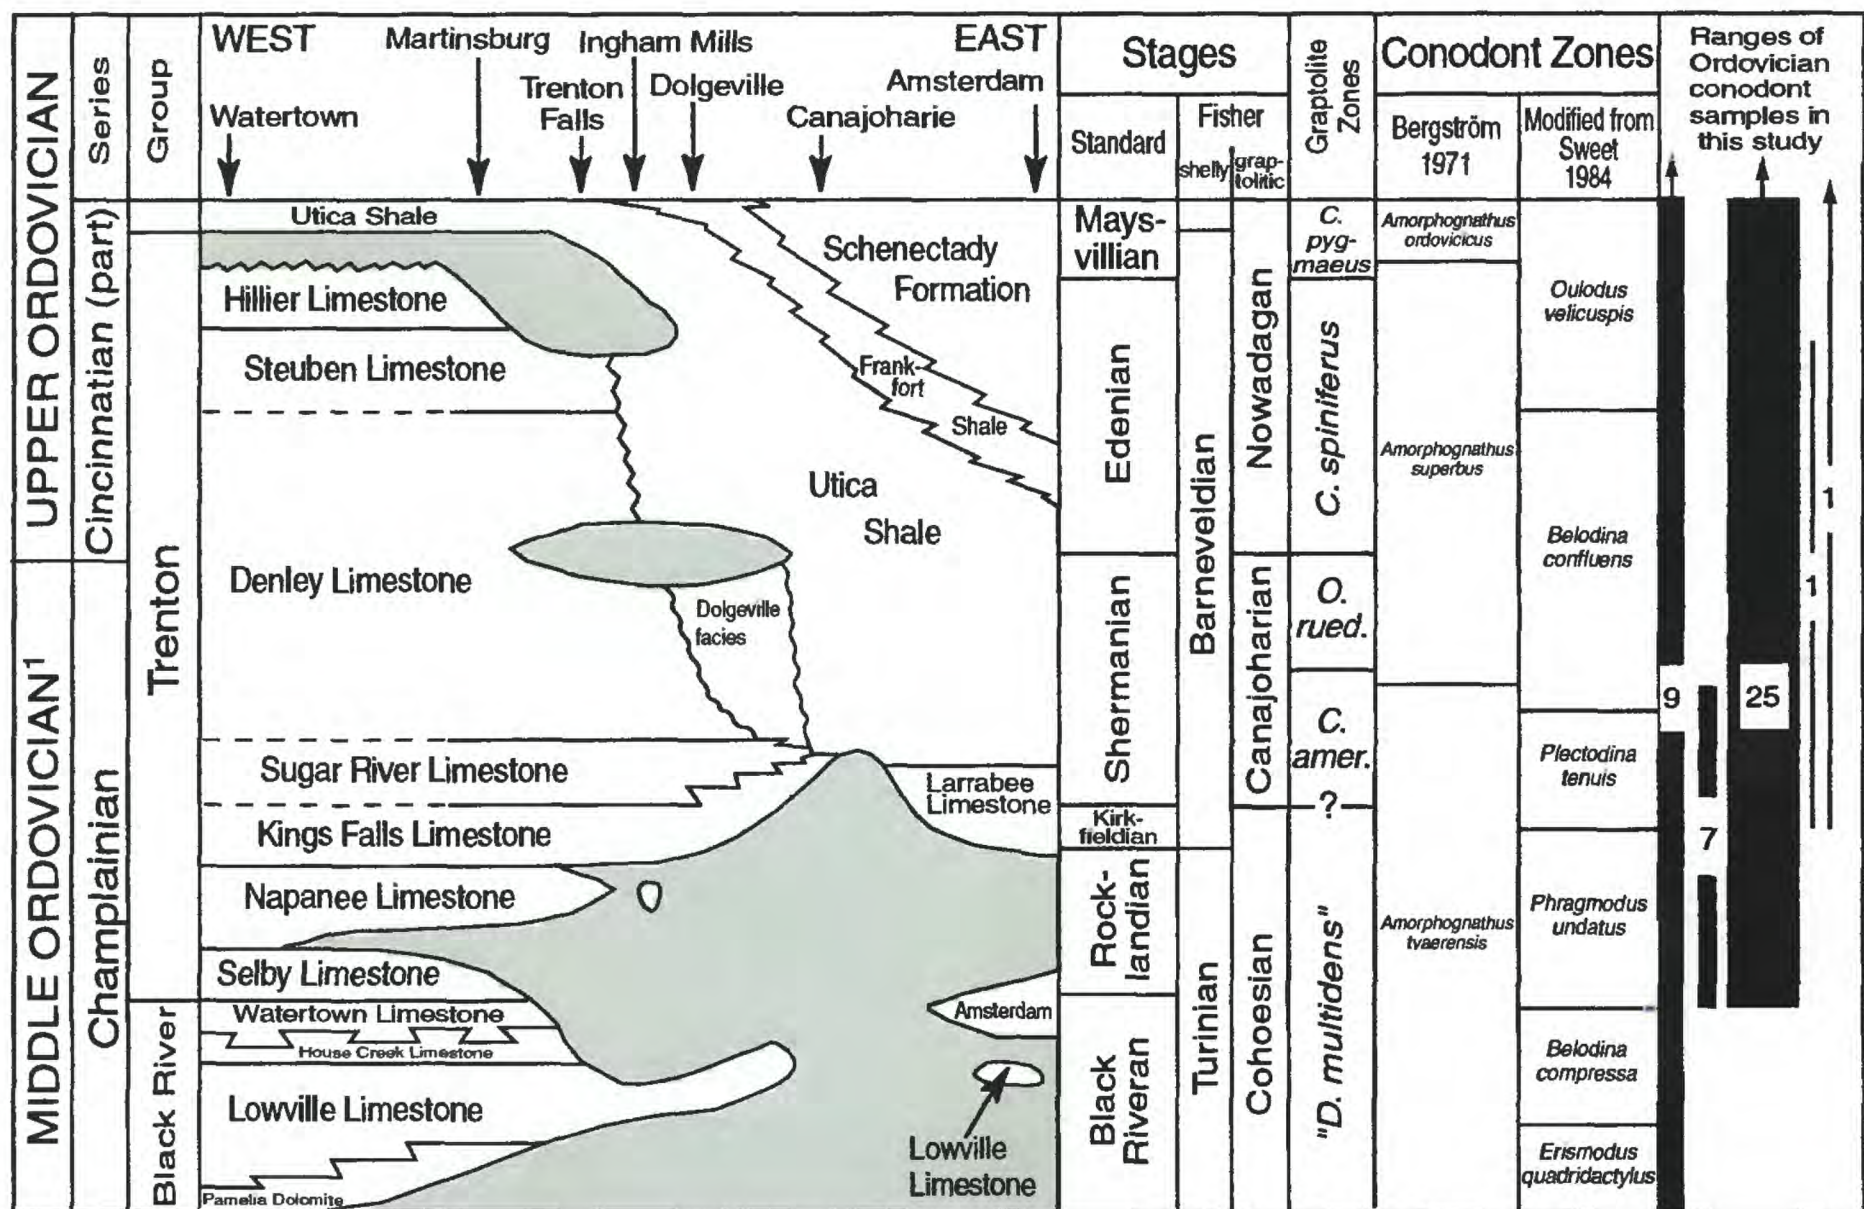 UPPER ORDOVICIAN
MIDDLE ORDOVICIAN¹
Series
Cincinnatian (part)
Champlainian
Group
Trenton
Black River
WEST
EAST
Watertown
Martinsburg
Trenton
Falls
Ingham Mills
Dolgeville
Canajoharie
Amsterdam
Utica Shale
Hillier Limestone
Steuben Limestone
Denley Limestone
Sugar River Limestone
Kings Falls Limestone
Napanee Limestone
Selby Limestone
Watertown Limestone
House Creek Limestone
Lowville Limestone
Pamelia Dolomite
Schenectady
Formation
Frank-
fort
Shale
Utica
Shale
Dolgeville
facies
Larrabee
Limestone
Amsterdam
Lowville
Limestone
Stages
Standard
Mays-
villian
Edenian
Shermanian
Kirk-
fieldian
Rock-
landian
Black
Riveran
Fisher
shelly
Barneveldian
Turinian
grap-
tolitic
Nowadagan
Canajoharian
Cohoesian
Graptolite
Zones
C.
pyg-
maeus
C. spiniferus
O.
rued.
C.
amer.
?
"D. multidens"
Conodont Zones
Bergström
1971
Amorphognathus
ordovicicus
Amorphognathus
superbus
Amorphognathus
tvaerensis
Modified from
Sweet
1984
Oulodus
velicuspis
Belodina
confluens
Plectodina
tenuis
Phragmodus
undatus
Belodina
compressa
Erismodus
quadridactylus
Ranges of
Ordovician
conodont
samples in
this study
9
7
25
1
1